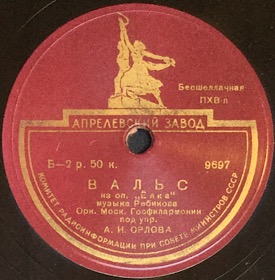 Бесшеллачная
ПХВ-п
АПРЕЛЕВСКИЙ ЗАВОД
Б—2 р. 50 к.
9697
ВАЛЬС
из оп. „Елка"
музыка Ребикова
Орк. Моск. Госфилармонии
под упр.
А. И. ОРЛОВА
КОМИТЕТ РАДИОИНФОРМАЦИИ ПРИ СОВЕТЕ МИНИСТРОВ СССР